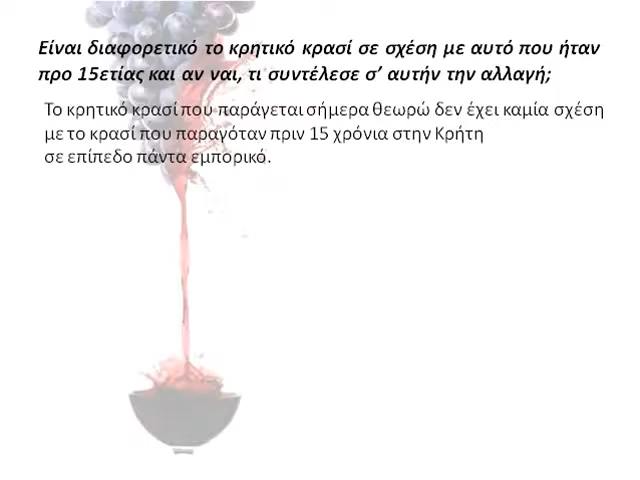 Είναι διαφορετικό το κρητικό κρασί σε σχέση με αυτό που ήταν
προ 15ετίας και αν ναι, τι συντέλεσε σ’ αυτήν την αλλαγή;
Το κρητικό κρασί που παράγεται σήμερα θεωρώ δεν έχει καμία σχέση
με το κρασί που παραγόταν πριν 15 χρόνια στην Κρήτη
σε επίπεδο πάντα εμπορικό.